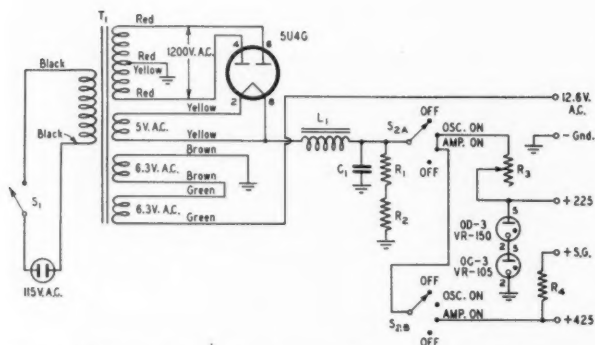 T1
Red
5U4G
4
6
1200V. A.C.
Red
Yellow
Black
Red
2
8
Yellow
5V. A.C.
Yellow
Black
Brown
6.3V. A.C.
Brown
Green
6.3V. A.C.
Green
S1
115V. A.C.
L1
C1
R1
R2
S2A
OFF
OSC. ON
AMP. ON
OFF
12.6V.
A.C.
- Gnd.
R3
+225
5
OD-3
VR-150
2
5
OC-3
VR-105
2
+S.G.
R4
OFF
OSC. ON
AMP. ON
S2B
OFF
+425